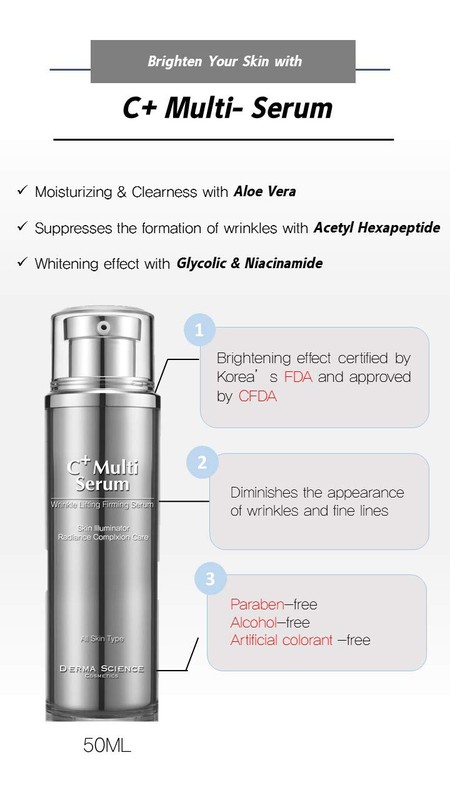 Brighten Your Skin with
C+ Multi- Serum
✓ Moisturizing & Clearness with Aloe Vera
✓ Suppresses the formation of wrinkles with Acetyl Hexapeptide
✓ Whitening effect with Glycolic & Niacinamide
1
Brightening effect certified by
Korea’ s FDA and approved
by CFDA
C+ Multi
Serum
Wrinkle Lifting Firming Serum
Skin Illuminator
Radiance Complxion Care
All Skin Type
DERMA SCIENCE
COSMETICS
2
Diminishes the appearance
of wrinkles and fine lines
3
Paraben–free
Alcohol–free
Artificial colorant –free
50ML